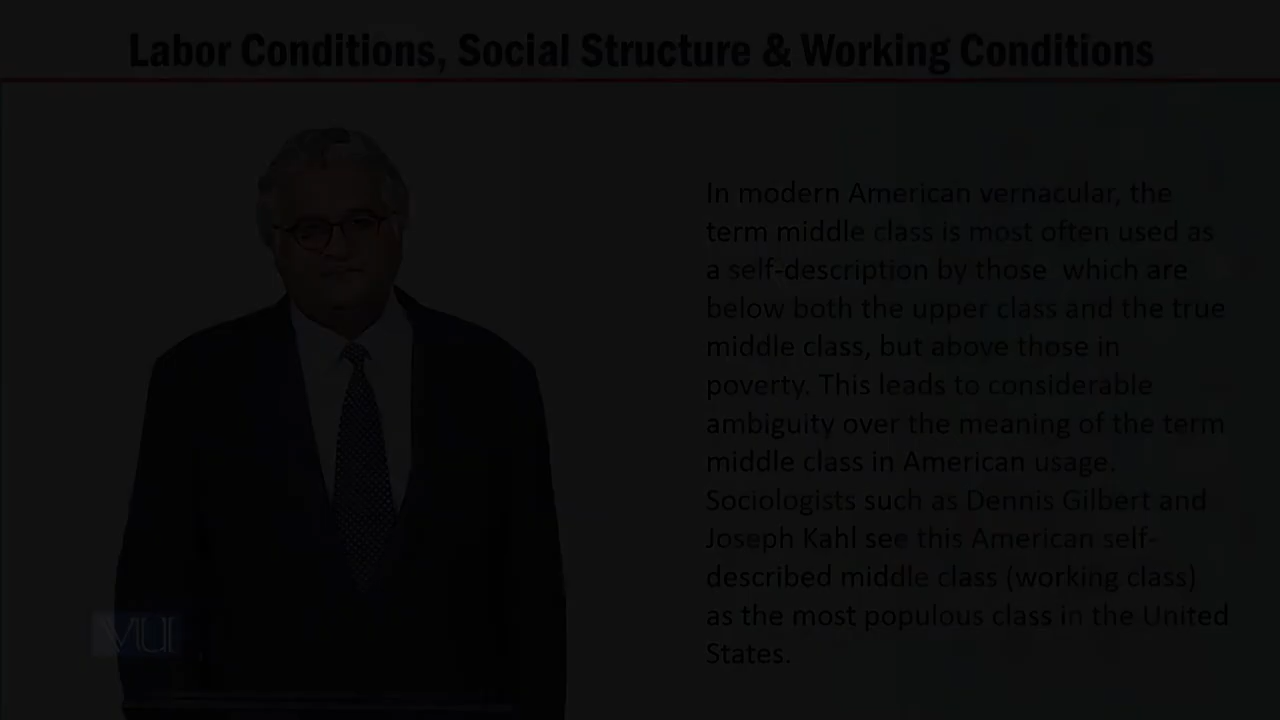 Labor Conditions, Social Structure & Working Conditions
In modern American vernacular, the
term middle class is most often used as
a self-description by those which are
below both the upper class and the true
middle class, but above those in
poverty. This leads to considerable
ambiguity over the meaning of the term
middle class in American usage.
Sociologists such as Dennis Gilbert and
Joseph Kahl see this American self-
described middle class (working class)
as the most populous class in the United
States.
VU